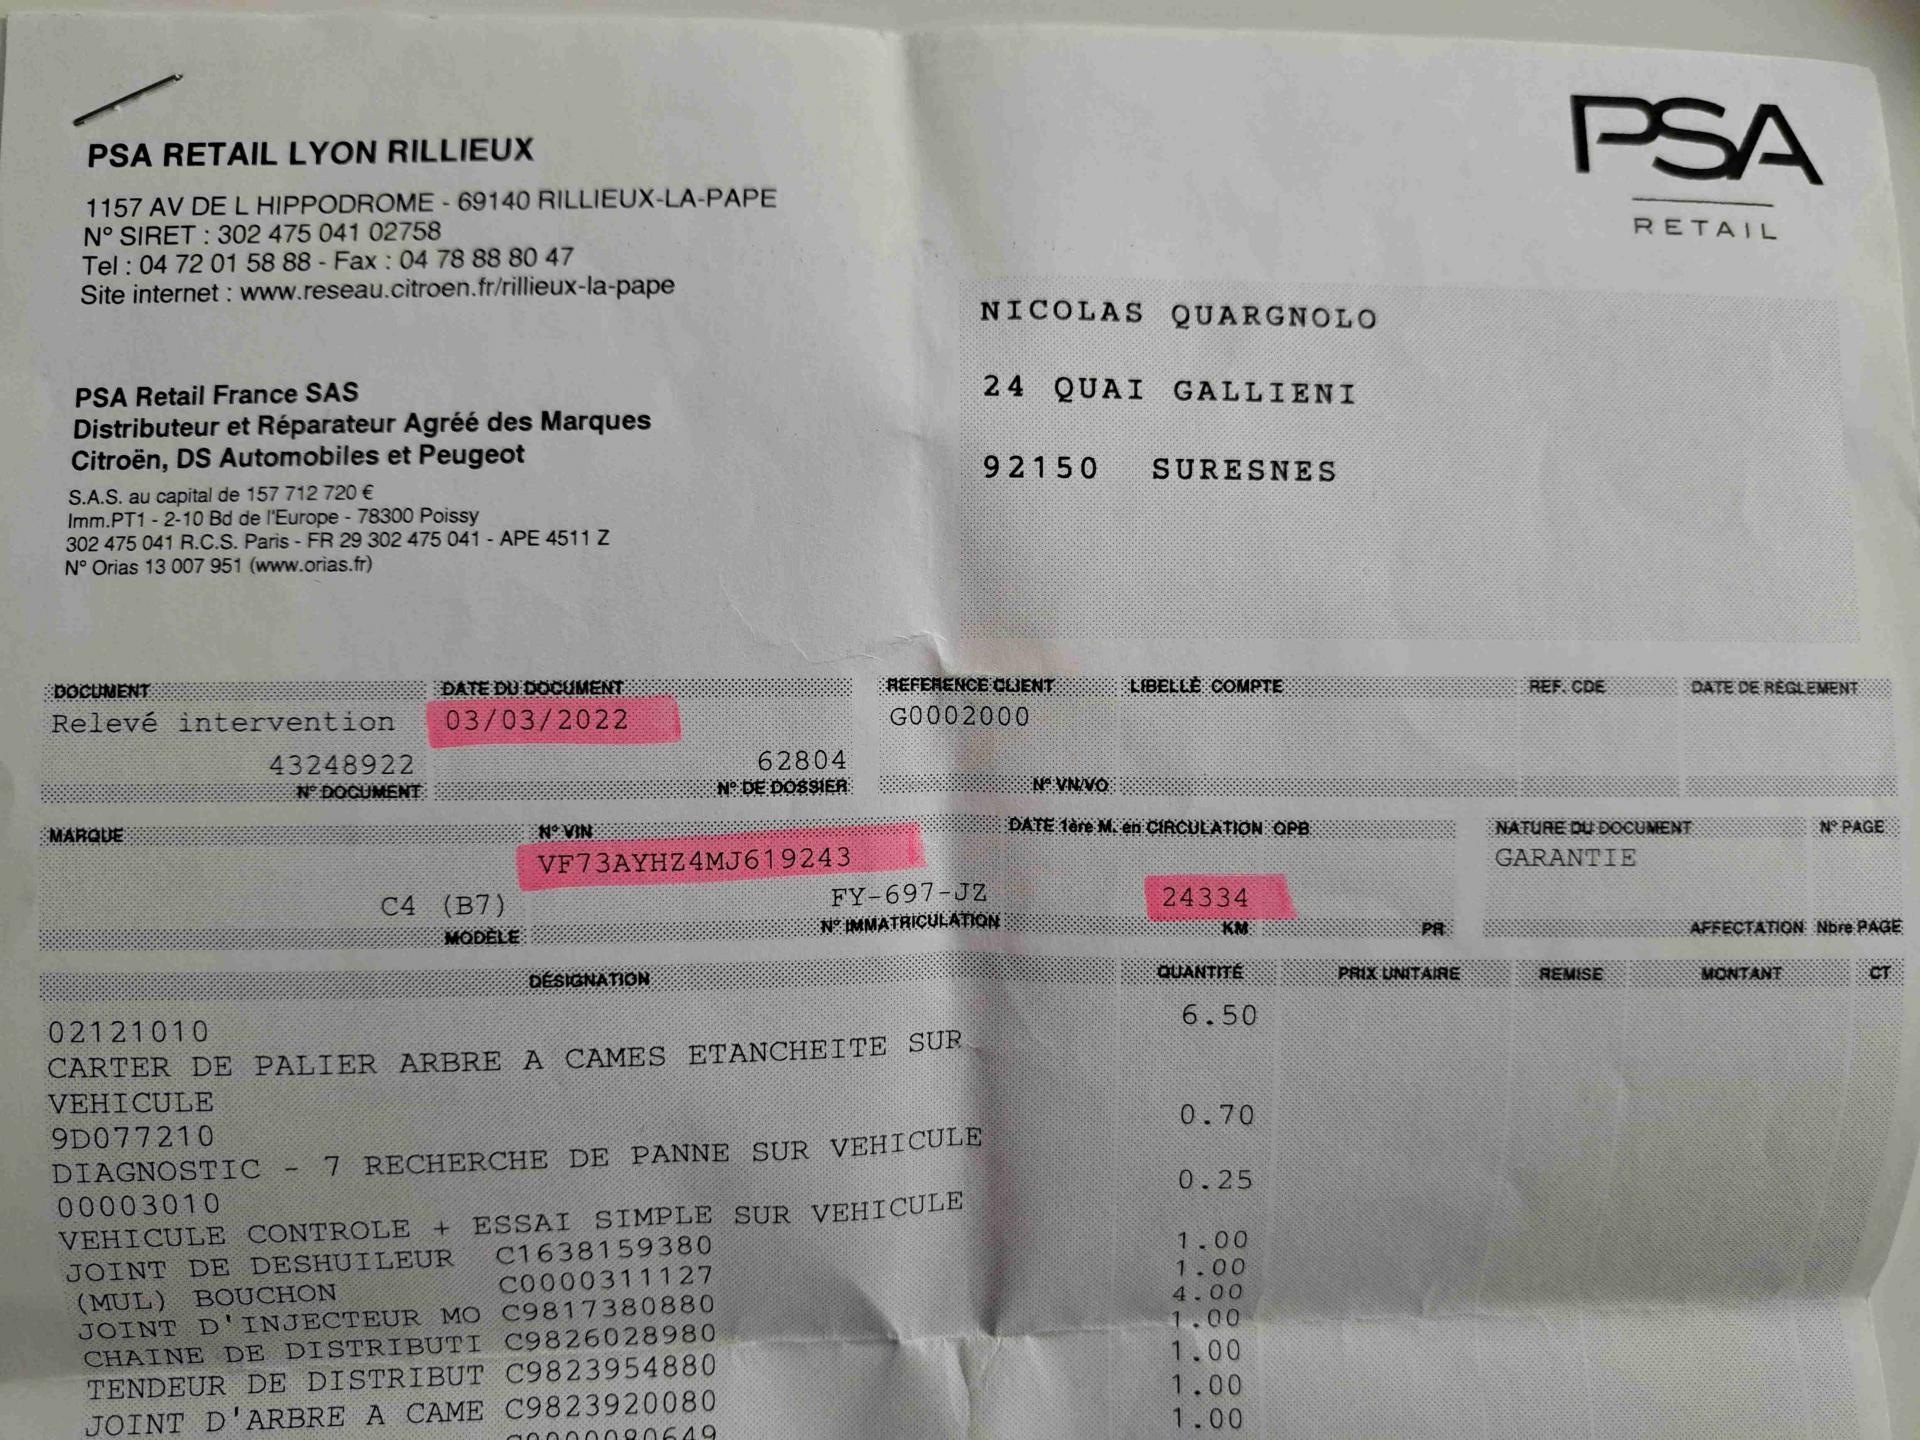 PSA RETAIL LYON RILLIEUX
1157 AV DE L HIPPODROME - 69140 RILLIEUX-LA-PAPE
N° SIRET : 302 475 041 02758
Tel : 04 72 01 58 88 - Fax : 04 78 88 80 47
Site internet : www.reseau.citroen.fr/rillieux-la-pape
PSA
RETAIL
PSA Retail France SAS
Distributeur et Réparateur Agréé des Marques
Citroën, DS Automobiles et Peugeot
S.A.S. au capital de 157 712 720 €
Imm.PT1 - 2-10 Bd de l'Europe - 78300 Poissy
302 475 041 R.C.S. Paris - FR 29 302 475 041 - APE 4511 Z
N° Orias 13 007 951 (www.orias.fr)
NICOLAS QUARGNOLO
24 QUAI GALLIENI
92150 SURESNES
DOCUMENT DATE DU DOCUMENT REFERENCE CLIENT LIBELLÉ COMPTE REF. CDE DATE DE RÈGLEMENT
Relevé intervention 03/03/2022 G0002000
43248922 62804
N° DOCUMENT N° DE DOSSIER N° VN/VO
MARQUE N° VIN DATE 1ère M. en CIRCULATION OPB NATURE DU DOCUMENT N° PAGE
VF73AYHZ4MJ619243 GARANTIE
C4 (B7) FY-697-JZ 24334
MODÈLE N° IMMATRICULATION KM PR AFFECTATION Nbre PAGE
DÉSIGNATION QUANTITÉ PRIX UNITAIRE REMISE MONTANT CT
02121010 6.50
CARTER DE PALIER ARBRE A CAMES ETANCHEITE SUR
VEHICULE
9D077210 0.70
DIAGNOSTIC - 7 RECHERCHE DE PANNE SUR VEHICULE
00003010 0.25
VEHICULE CONTROLE + ESSAI SIMPLE SUR VEHICULE
JOINT DE DESHUILEUR C1638159380 1.00
(MUL) BOUCHON C0000311127 1.00
JOINT D'INJECTEUR MO C9817380880 4.00
CHAINE DE DISTRIBUTI C9826028980 1.00
TENDEUR DE DISTRIBUT C9823954880 1.00
JOINT D'ARBRE A CAME C9823920080 1.00
C0000080649 1.00